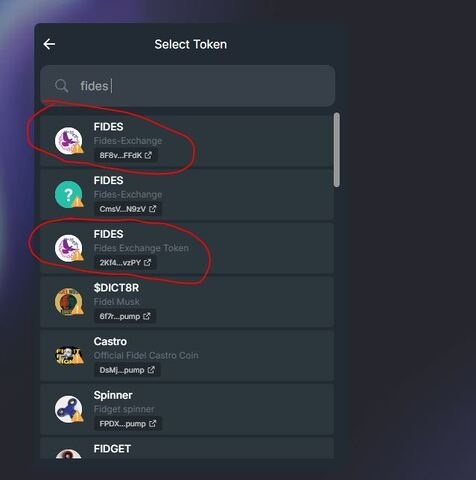 Select Token
fides
FIDES
Fides-Exchange
8F8v...FFdK
FIDES
Fides-Exchange
CmsV...N9zV
FIDES
Fides Exchange Token
2Kf4...vzPY
$DICT8R
Fidel Musk
6f7r...pump
Castro
Official Fidel Castro Coin
DsMj...pump
Spinner
Fidget spinner
FPDX...pump
FIDGET